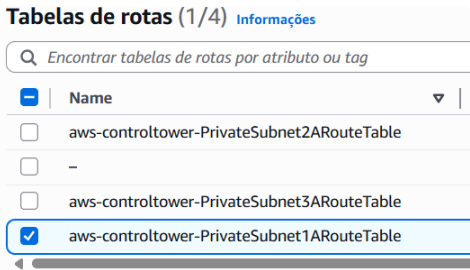 Tabelas de rotas (1/4) Informações
Encontrar tabelas de rotas por atributo ou tag
Name
aws-controltower-PrivateSubnet2ARouteTable
–
aws-controltower-PrivateSubnet3ARouteTable
aws-controltower-PrivateSubnet1ARouteTable